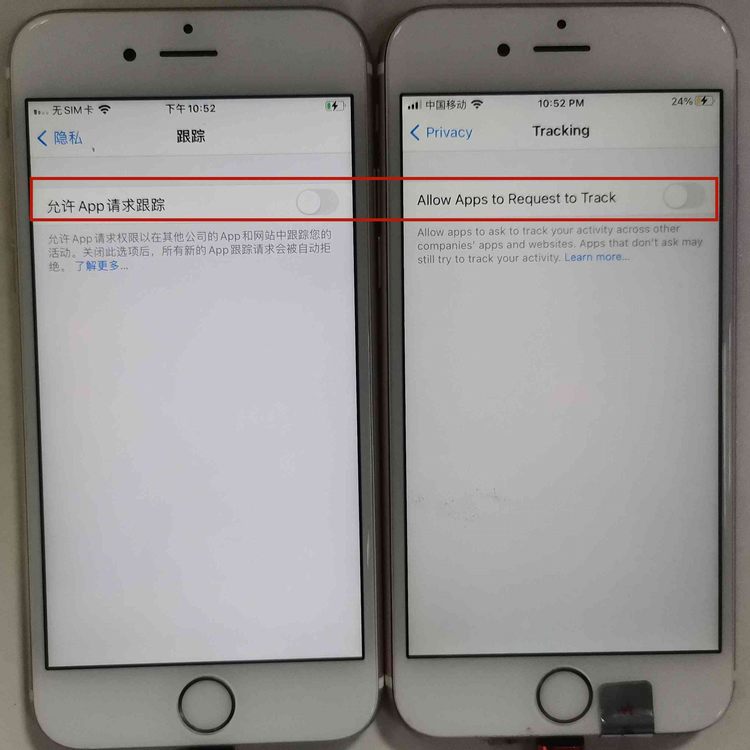 无SIM卡
下午10:52
隐私
跟踪
允许App请求跟踪
允许App请求权限以在其他公司的App和网站中跟踪您的
活动。关闭此选项后，所有新的App跟踪请求会被自动拒
绝。了解更多...
中国移动
10:52 PM
24%
Privacy
Tracking
Allow Apps to Request to Track
Allow apps to ask to track your activity across other
companies' apps and websites. Apps that don't ask may
still try to track your activity. Learn more...